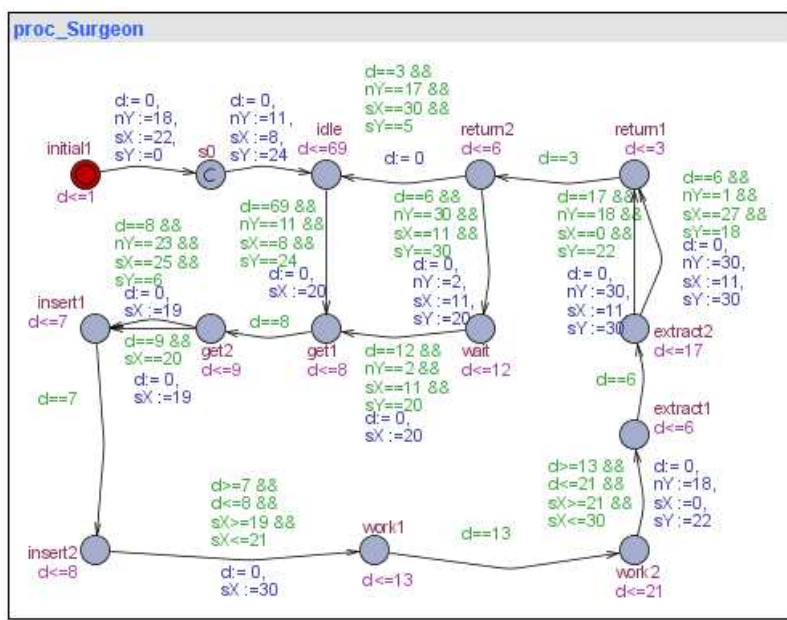 proc_Surgeon
initial1
d<=1
d:= 0,
nY :=18,
sX :=22,
sY :=0
s0
C
d:= 0,
nY :=11,
sX :=8,
sY :=24
idle
d<=69
d==3 &&
nY==17 &&
sX==30 &&
sY==5
d:= 0
return2
d<=6
d==3
return1
d<=3
d==8 &&
nY==23 &&
sX==25 &&
sY==6
d:= 0,
sX :=19
d==69 &&
nY==11 &&
sX==8 &&
sY==24
d:= 0,
sX :=20
d==6 &&
nY==30 &&
sX==11 &&
sY==30
d:= 0,
nY :=2,
sX :=11,
sY :=20
d==17 &&
nY==18 &&
sX==0 &&
sY==22
d:= 0,
nY :=30,
sX :=11,
sY :=30
d==6 &&
nY==1 &&
sX==27 &&
sY==18
d:= 0,
nY :=30,
sX :=11,
sY :=30
insert1
d<=7
d==9 &&
sX==20
d:= 0,
sX :=19
get2
d<=9
d==8
get1
d<=8
d==12 &&
nY==2 &&
sX==11 &&
sY==20
d:= 0,
sX :=20
wait
d<=12
extract2
d<=17
d==6
extract1
d<=6
d==7
d>=7 &&
d<=8 &&
sX>=19 &&
sX<=21
d:= 0,
sX :=30
insert2
d<=8
work1
d<=13
d==13
d>=13 &&
d<=21 &&
sX>=21 &&
sX<=30
d:= 0,
nY :=18,
sX :=0,
sY :=22
work2
d<=21